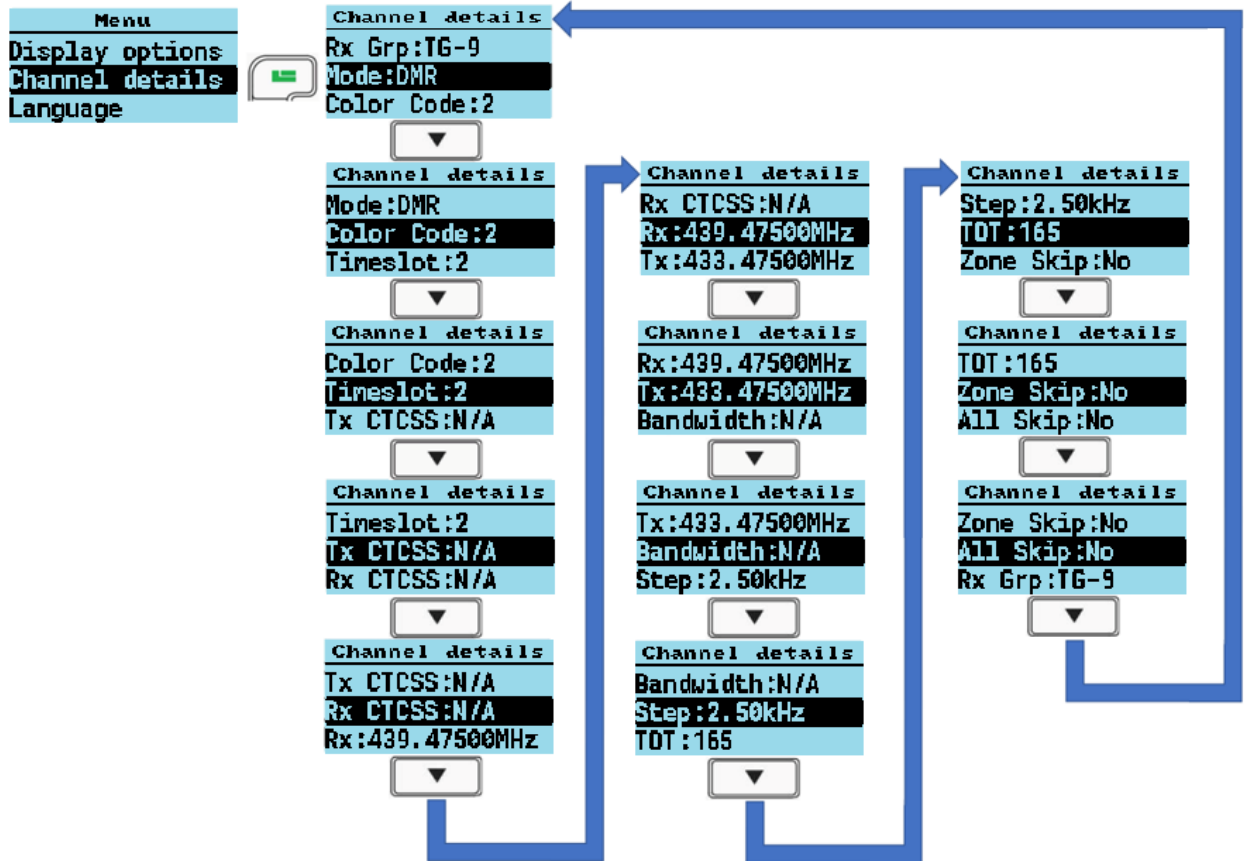 Menu
Display options
Channel details
Language
Channel details
Rx Grp:TG-9
Mode:DMR
Color Code:2
Channel details
Mode:DMR
Color Code:2
Timeslot:2
Channel details
Color Code:2
Timeslot:2
Tx CTCSS:N/A
Channel details
Timeslot:2
Tx CTCSS:N/A
Rx CTCSS:N/A
Channel details
Tx CTCSS:N/A
Rx CTCSS:N/A
Rx:439.47500MHz
Channel details
Rx CTCSS:N/A
Rx:439.47500MHz
Tx:433.47500MHz
Channel details
Rx:439.47500MHz
Tx:433.47500MHz
Bandwidth:N/A
Channel details
Tx:433.47500MHz
Bandwidth:N/A
Step:2.50kHz
Channel details
Bandwidth:N/A
Step:2.50kHz
TOT:165
Channel details
Step:2.50kHz
TOT:165
Zone Skip:No
Channel details
TOT:165
Zone Skip:No
All Skip:No
Channel details
Zone Skip:No
All Skip:No
Rx Grp:TG-9